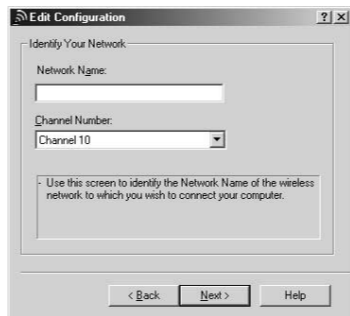 Edit Configuration
Identify Your Network
Network Name:
Channel Number:
Channel 10
- Use this screen to identify the Network Name of the wireless
network to which you wish to connect your computer.
< Back
Next >
Help